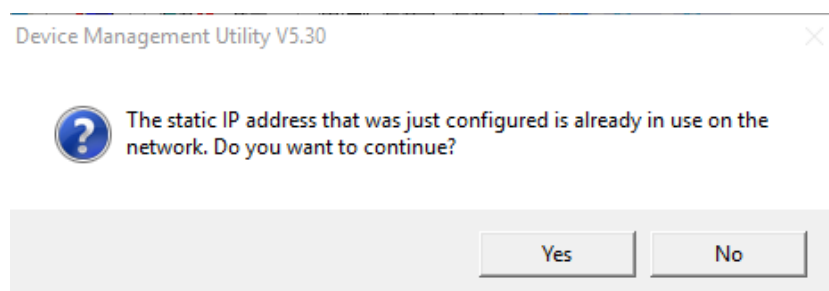 Device Management Utility V5.30
The static IP address that was just configured is already in use on the
network. Do you want to continue?
Yes
No